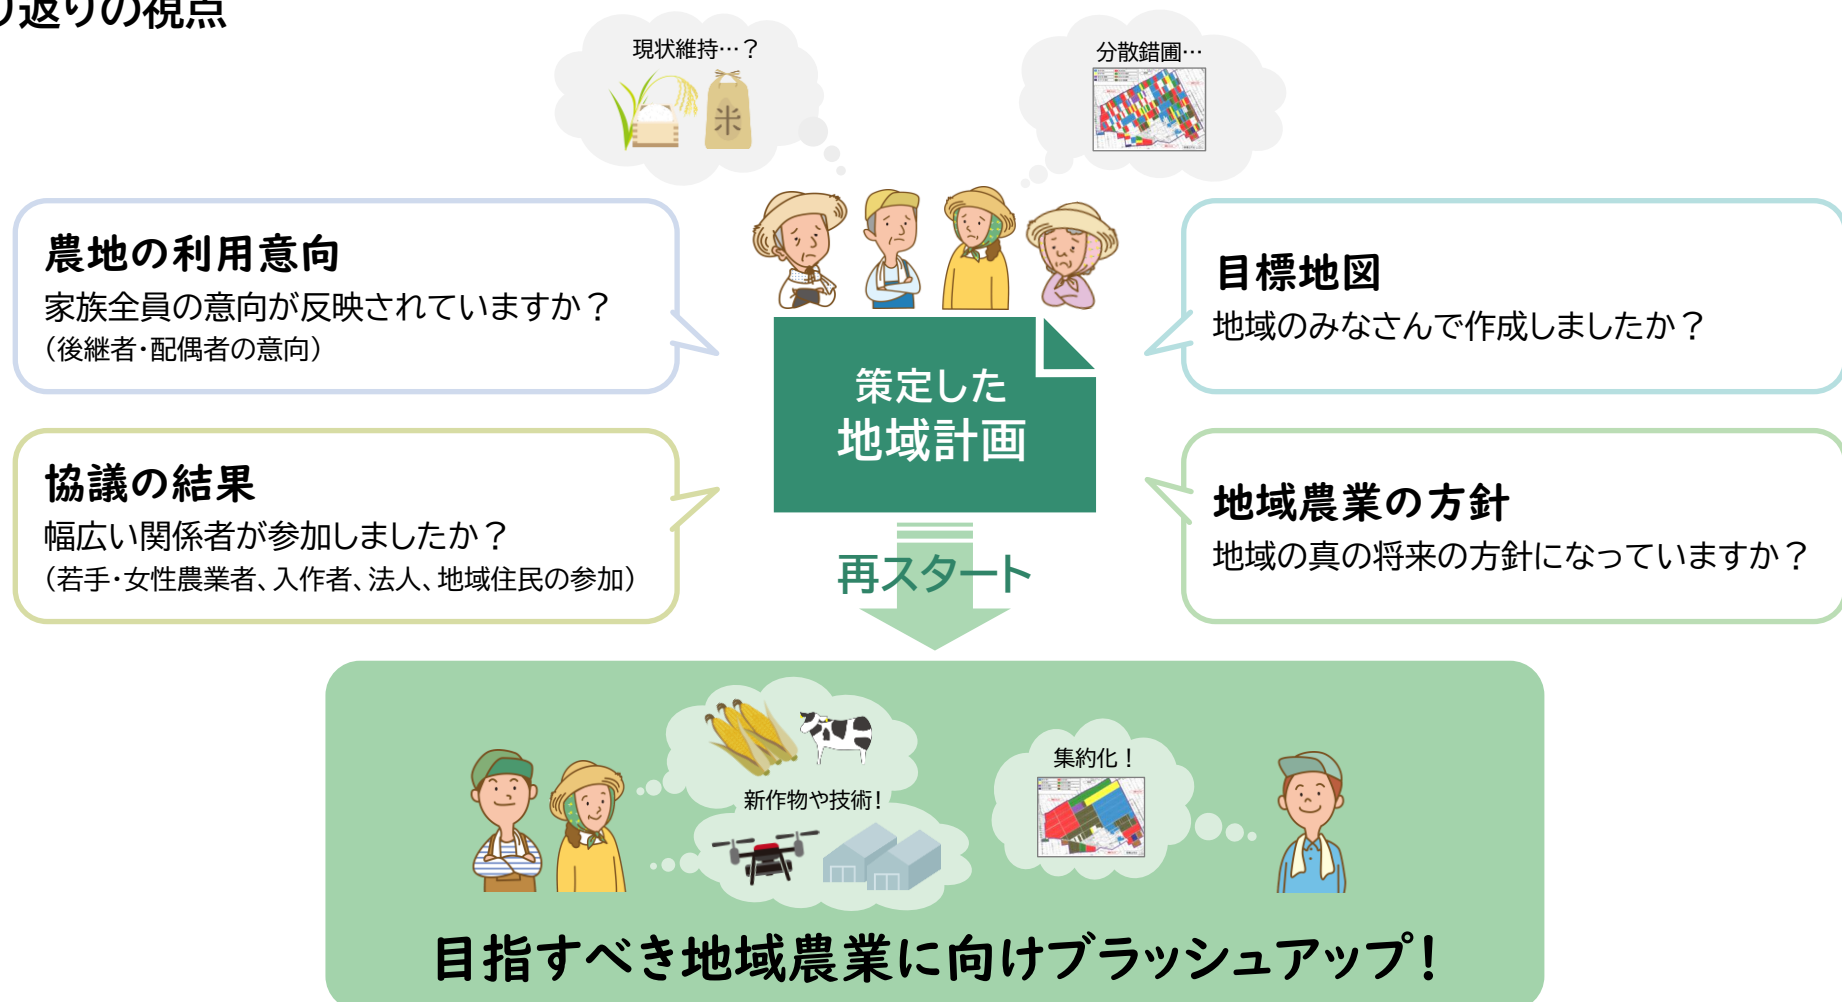 り返りの視点
現状維持…？
米
分散錯圃…
農地の利用意向
家族全員の意向が反映されていますか？
（後継者・配偶者の意向）
目標地図
地域のみなさんで作成しましたか？
策定した
地域計画
協議の結果
幅広い関係者が参加しましたか？
（若手・女性農業者、入作者、法人、地域住民の参加）
地域農業の方針
地域の真の将来の方針になっていますか？
再スタート
新作物や技術！
集約化！
目指すべき地域農業に向けブラッシュアップ！